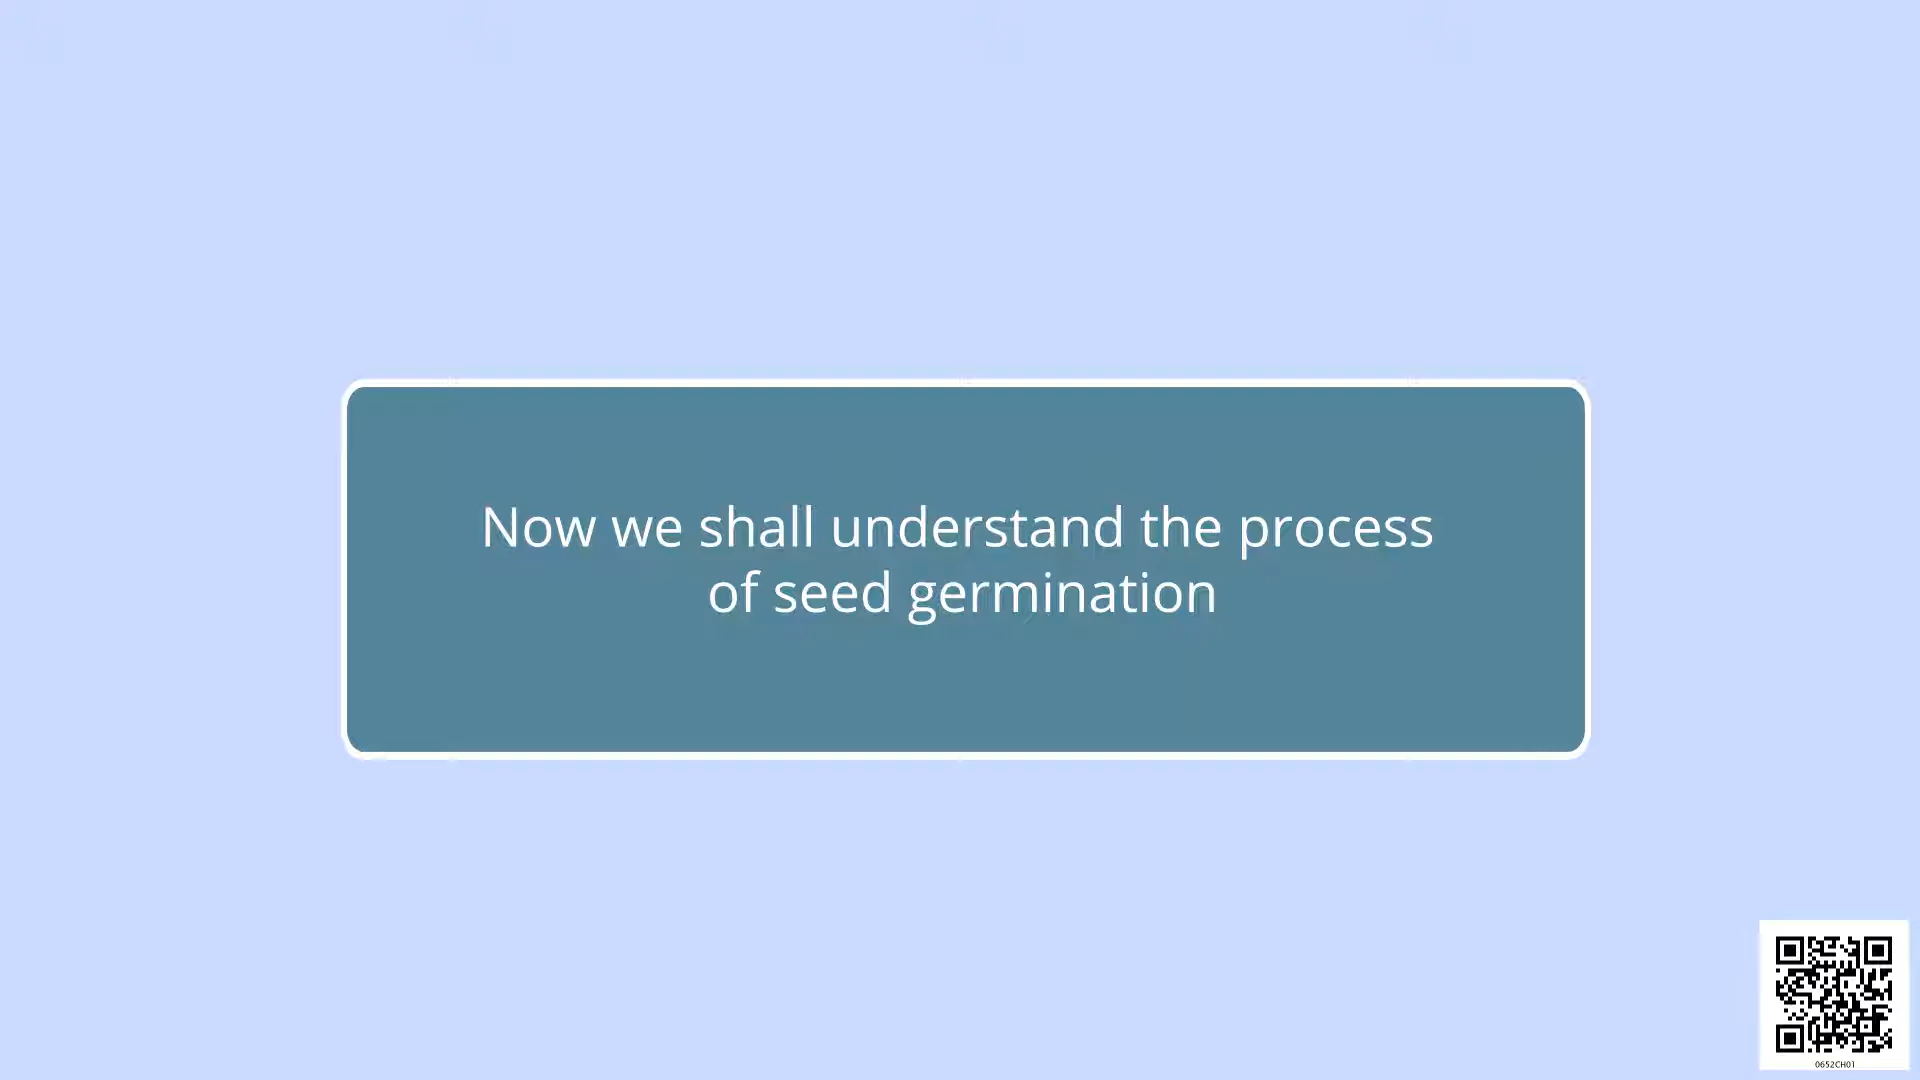 Now we shall understand the process
of seed germination
0652CH01